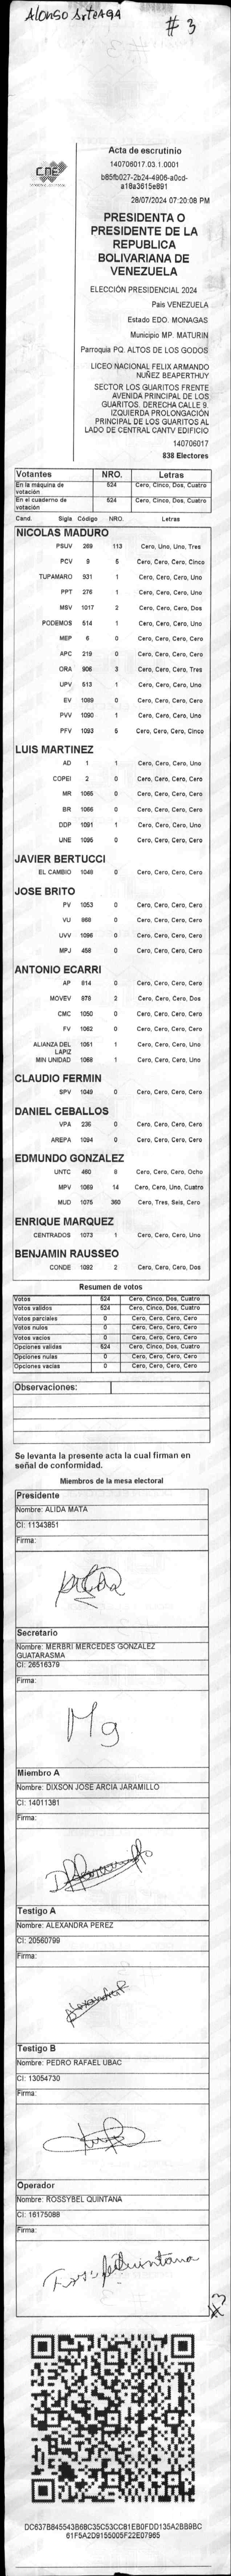 Alonso Arteaga
# 3
CNE
Acta de escrutinio
140706017.03.1.0001
b85fb027-2b24-4906-a0cd-
a18a3615e891
28/07/2024 07:20:08 PM
PRESIDENTA O
PRESIDENTE DE LA
REPUBLICA
BOLIVARIANA DE
VENEZUELA
ELECCIÓN PRESIDENCIAL 2024
Pais VENEZUELA
Estado EDO. MONAGAS
Municipio MP. MATURIN
Parroquia PQ. ALTOS DE LOS GODOS
LICEO NACIONAL FELIX ARMANDO
NUÑEZ BEAPERTHUY
SECTOR LOS GUARITOS FRENTE
AVENIDA PRINCIPAL DE LOS
GUARITOS. DERECHA CALLE 9.
IZQUIERDA PROLONGACIÓN
PRINCIPAL DE LOS GUARITOS AL
LADO DE CENTRAL CANTV EDIFICIO
140706017
838 Electores
Votantes NRO. Letras
En la máquina de votación 524 Cero, Cinco, Dos, Cuatro
En el cuaderno de votación 524 Cero, Cinco, Dos, Cuatro
Cand. Sigla Código NRO. Letras
NICOLAS MADURO
PSUV 269 113 Cero, Uno, Uno, Tres
PCV 9 5 Cero, Cero, Cero, Cinco
TUPAMARO 931 1 Cero, Cero, Cero, Uno
PPT 276 1 Cero, Cero, Cero, Uno
MSV 1017 2 Cero, Cero, Cero, Dos
PODEMOS 514 1 Cero, Cero, Cero, Uno
MEP 6 0 Cero, Cero, Cero, Cero
APC 219 0 Cero, Cero, Cero, Cero
ORA 906 3 Cero, Cero, Cero, Tres
UPV 513 1 Cero, Cero, Cero, Uno
EV 1089 0 Cero, Cero, Cero, Cero
PVV 1090 1 Cero, Cero, Cero, Uno
PFV 1093 5 Cero, Cero, Cero, Cinco
LUIS MARTINEZ
AD 1 1 Cero, Cero, Cero, Uno
COPEI 2 0 Cero, Cero, Cero, Cero
MR 1065 0 Cero, Cero, Cero, Cero
BR 1066 0 Cero, Cero, Cero, Cero
DDP 1091 1 Cero, Cero, Cero, Uno
UNE 1095 0 Cero, Cero, Cero, Cero
JAVIER BERTUCCI
EL CAMBIO 1048 0 Cero, Cero, Cero, Cero
JOSE BRITO
PV 1053 0 Cero, Cero, Cero, Cero
VU 868 0 Cero, Cero, Cero, Cero
UVV 1096 0 Cero, Cero, Cero, Cero
MPJ 458 0 Cero, Cero, Cero, Cero
ANTONIO ECARRI
AP 814 0 Cero, Cero, Cero, Cero
MOVEV 878 2 Cero, Cero, Cero, Dos
CMC 1050 0 Cero, Cero, Cero, Cero
FV 1062 0 Cero, Cero, Cero, Cero
ALIANZA DEL LAPIZ 1051 1 Cero, Cero, Cero, Uno
MIN UNIDAD 1068 1 Cero, Cero, Cero, Uno
CLAUDIO FERMIN
SPV 1049 0 Cero, Cero, Cero, Cero
DANIEL CEBALLOS
VPA 236 0 Cero, Cero, Cero, Cero
AREPA 1094 0 Cero, Cero, Cero, Cero
EDMUNDO GONZALEZ
UNTC 460 8 Cero, Cero, Cero, Ocho
MPV 1069 14 Cero, Cero, Uno, Cuatro
MUD 1075 360 Cero, Tres, Seis, Cero
ENRIQUE MARQUEZ
CENTRADOS 1073 1 Cero, Cero, Cero, Uno
BENJAMIN RAUSSEO
CONDE 1092 2 Cero, Cero, Cero, Dos
Resumen de votos
Votos 524 Cero, Cinco, Dos, Cuatro
Votos validos 524 Cero, Cinco, Dos, Cuatro
Votos parciales 0 Cero, Cero, Cero, Cero
Votos nulos 0 Cero, Cero, Cero, Cero
Votos vacios 0 Cero, Cero, Cero, Cero
Opciones validas 524 Cero, Cinco, Dos, Cuatro
Opciones nulas 0 Cero, Cero, Cero, Cero
Opciones vacias 0 Cero, Cero, Cero, Cero
Observaciones:
Se levanta la presente acta la cual firman en
señal de conformidad.
Miembros de la mesa electoral
Presidente
Nombre: ALIDA MATA
CI: 11343851
Firma:
Secretario
Nombre: MERBRI MERCEDES GONZALEZ
GUATARASMA
CI: 26516379
Firma:
Mg
Miembro A
Nombre: DIXSON JOSE ARCIA JARAMILLO
CI: 14011381
Firma:
Testigo A
Nombre: ALEXANDRA PEREZ
CI: 20560799
Firma:
Testigo B
Nombre: PEDRO RAFAEL UBAC
CI: 13054730
Firma:
Operador
Nombre: ROSSYBEL QUINTANA
CI: 16175088
Firma:
DC637B845543B68C35C53CC81EB0FDD135A2BB9BC
61F5A2D9155005F22E07965